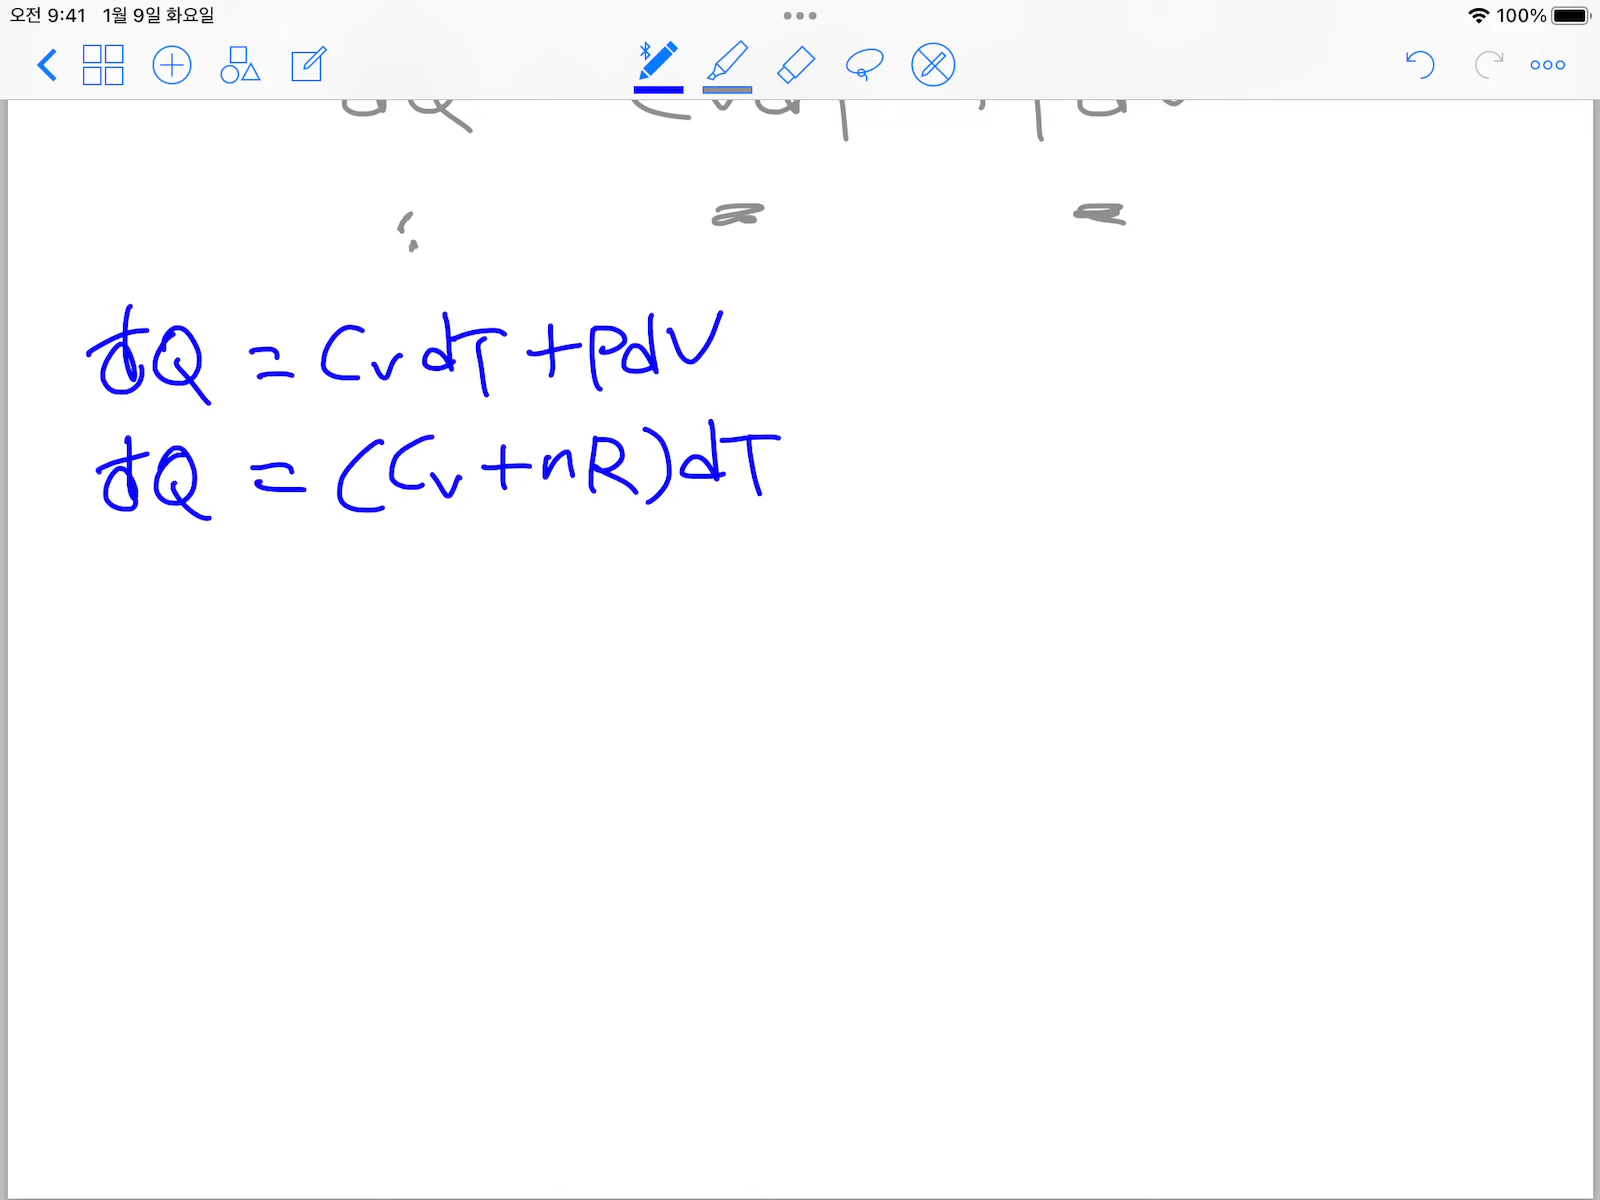 오전 9:41 1월 9일 화요일
100%
đQ = CvdT + PdV
đQ = (Cv + nR)dT